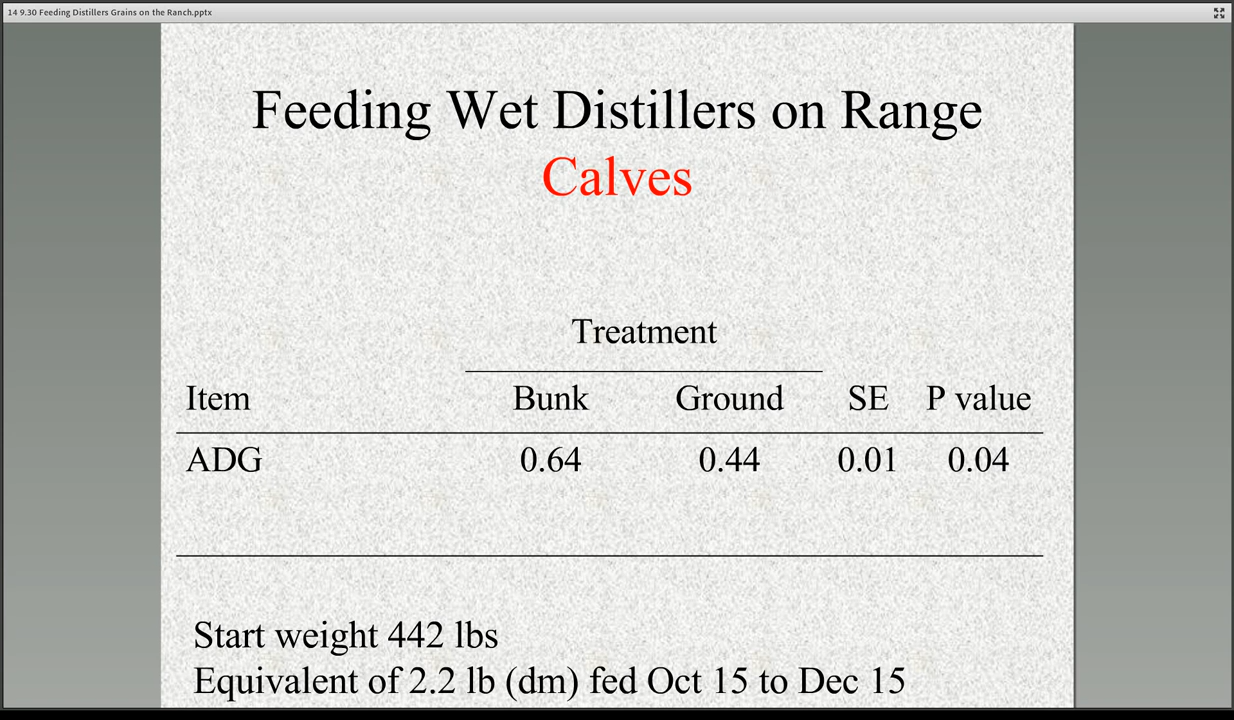 14 9.30 Feeding Distillers Grains on the Ranch.pptx
Feeding Wet Distillers on Range
Calves
Treatment
Item Bunk Ground SE P value
ADG 0.64 0.44 0.01 0.04
Start weight 442 lbs
Equivalent of 2.2 lb (dm) fed Oct 15 to Dec 15